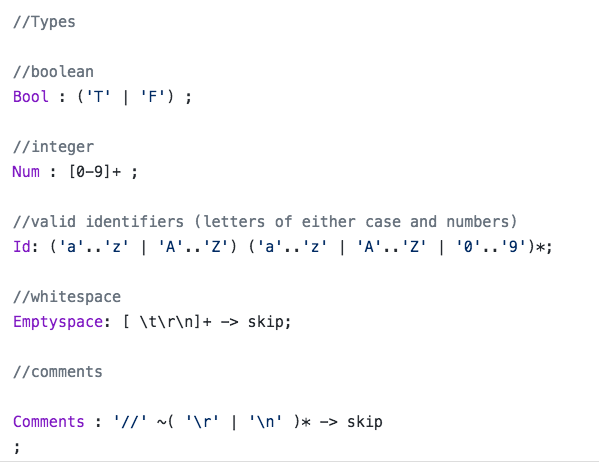 //Types
//boolean
Bool : ('T' | 'F') ;
//integer
Num : [0-9]+ ;
//valid identifiers (letters of either case and numbers)
Id: ('a'..'z' | 'A'..'Z') ('a'..'z' | 'A'..'Z' | '0'..'9')*;
//whitespace
Emptyspace: [ \t\r\n]+ -> skip;
//comments
Comments : '//' ~( '\r' | '\n' )* -> skip
;